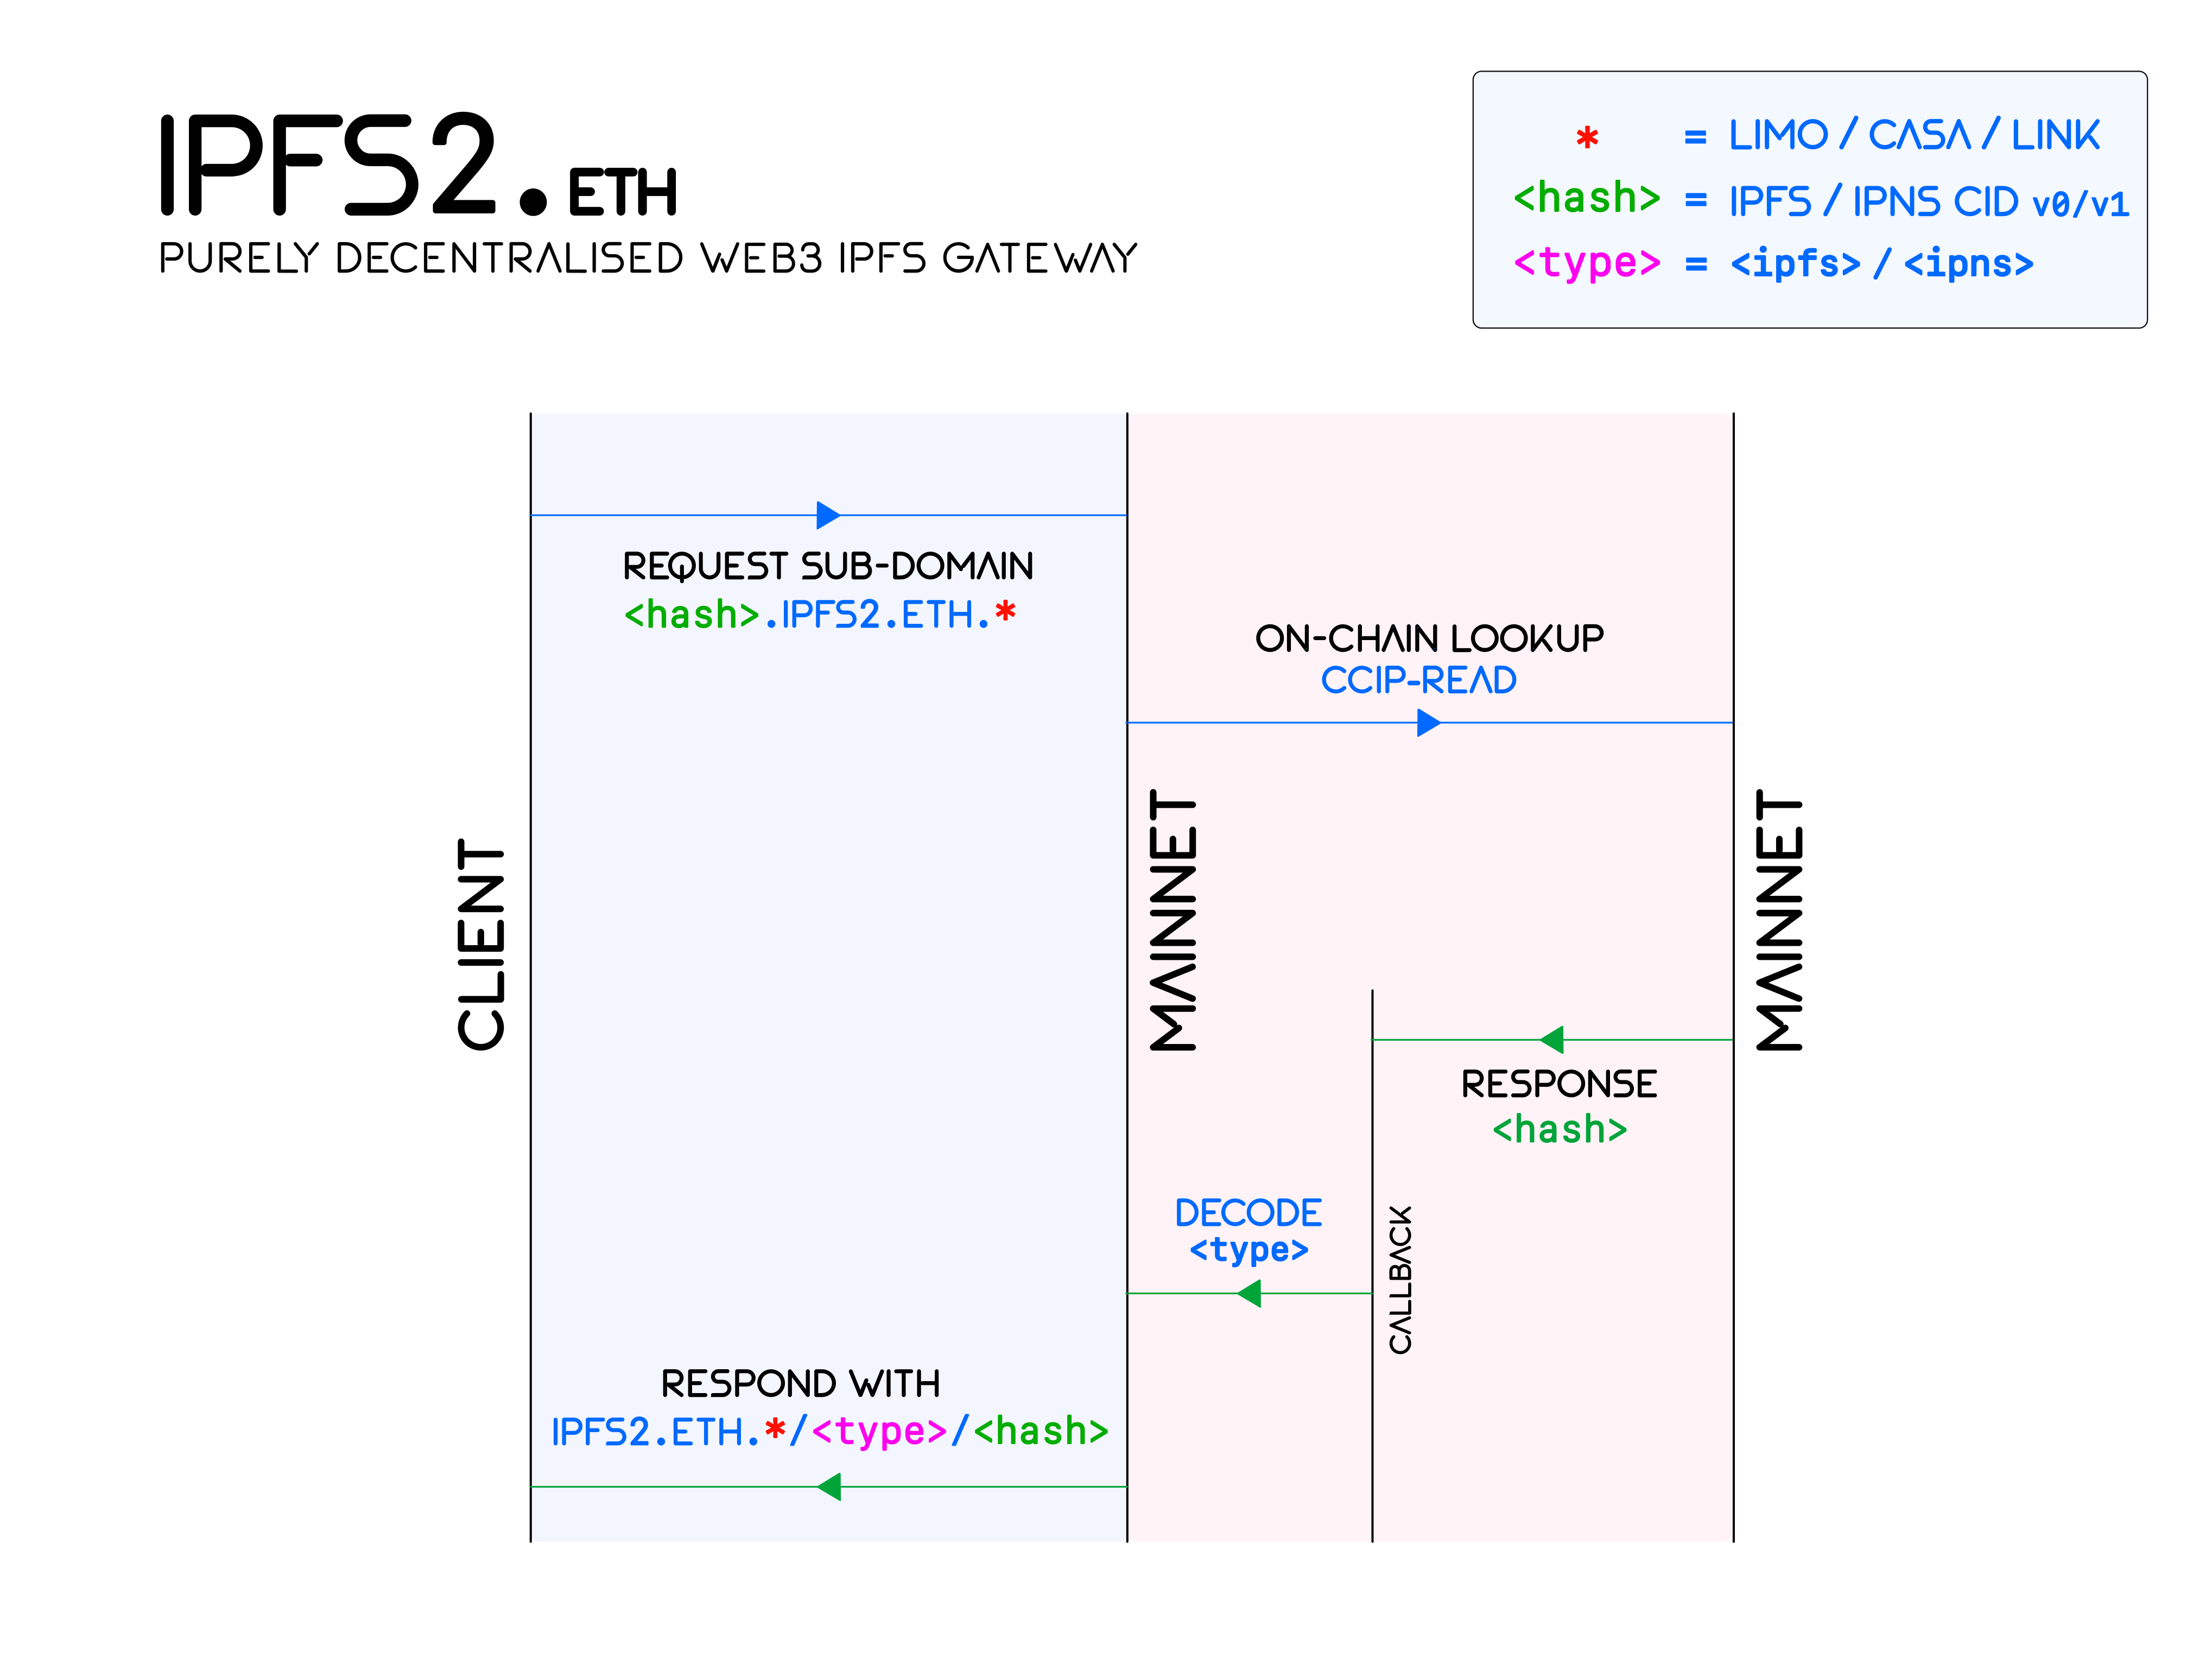 IPFS2.ETH
PURELY DECENTRALISED WEB3 IPFS GATEWAY
* = LIMO / CASA / LINK
<hash> = IPFS / IPNS CID v0/v1
<type> = <ipfs> / <ipns>
REQUEST SUB-DOMAIN
<hash>.IPFS2.ETH.*
ON-CHAIN LOOKUP
CCIP-READ
CLIENT
MAINNET
MAINNET
RESPONSE
<hash>
DECODE
<type>
CALLBACK
RESPOND WITH
IPFS2.ETH.*/<type>/<hash>